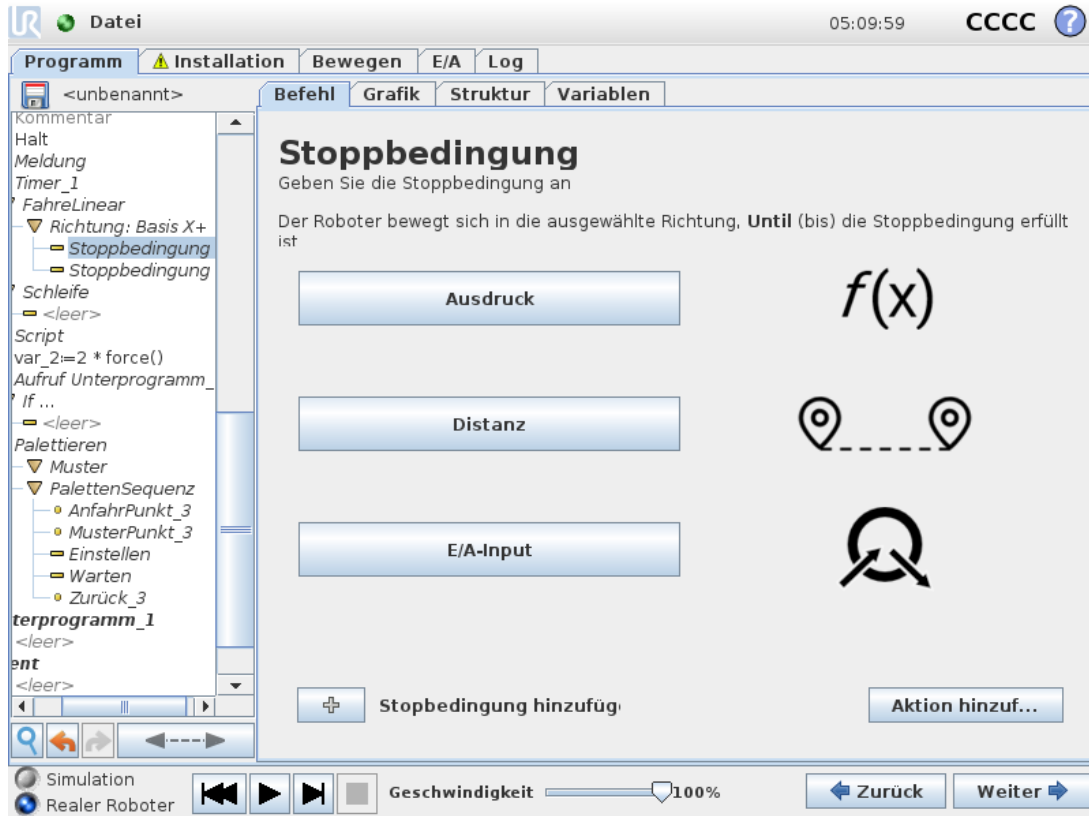 UR Datei 05:09:59 CCCC ?
Programm Installation Bewegen E/A Log
<unbenannt> Befehl Grafik Struktur Variablen
Kommentar
Halt
Meldung
Timer_1
FahreLinear
Richtung: Basis X+
Stoppbedingung
Stoppbedingung
Schleife
<leer>
Script
var_2:=2 * force()
Aufruf Unterprogramm_
If ...
<leer>
Palettieren
Muster
PalettenSequenz
AnfahrPunkt_3
MusterPunkt_3
Einstellen
Warten
Zurück_3
terprogramm_1
<leer>
ent
<leer>
Stoppbedingung
Geben Sie die Stoppbedingung an
Der Roboter bewegt sich in die ausgewählte Richtung, Until (bis) die Stoppbedingung erfüllt
ist
Ausdruck f(x)
Distanz
E/A-Input
Stopbedingung hinzufüg Aktion hinzuf...
Simulation
Realer Roboter
Geschwindigkeit 100% Zurück Weiter